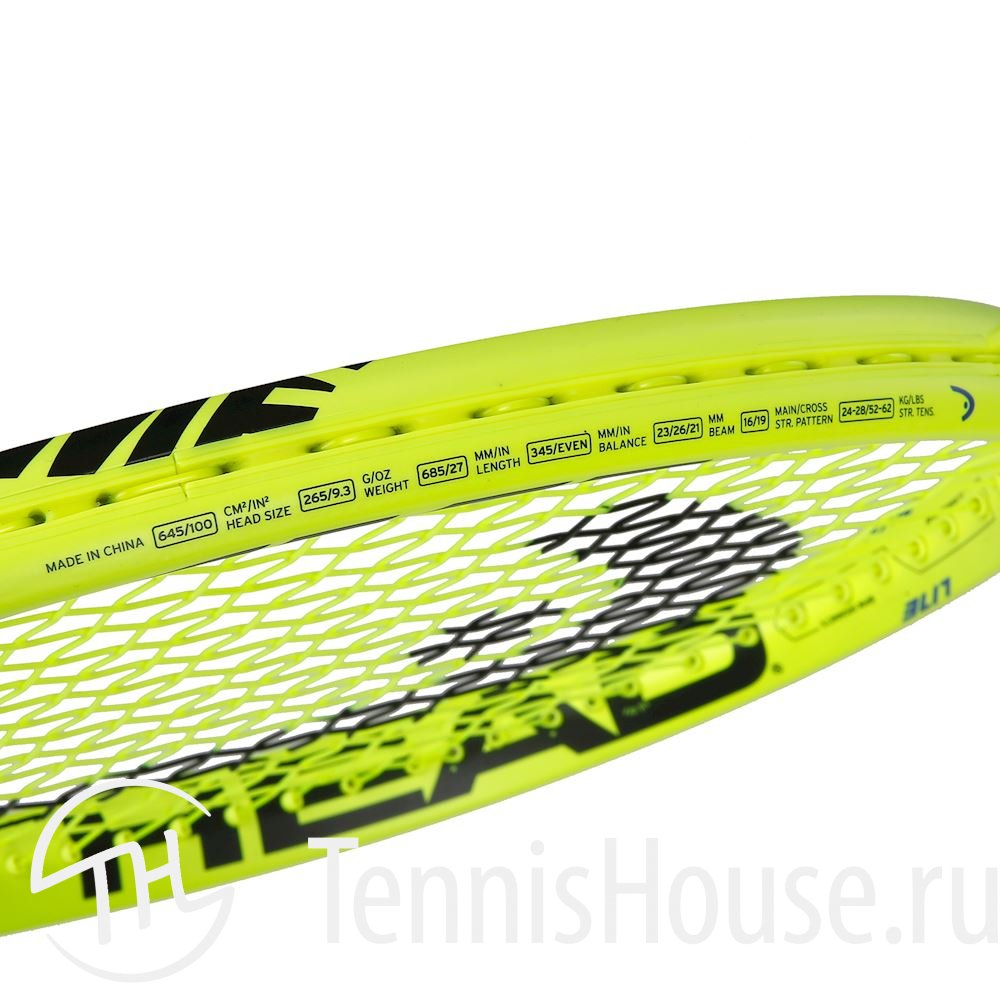 MADE IN CHINA 645/100 CM²/IN² HEAD SIZE 265/9.3 G/OZ WEIGHT 685/27 MM/IN LENGTH 345/EVEN MM/IN BALANCE 23/26/21 MM BEAM 16/19 MAIN/CROSS STR. PATTERN 24-28/52-62 KG/LBS STR. TENS.
LITE
HEAD
TH TennisHouse.ru